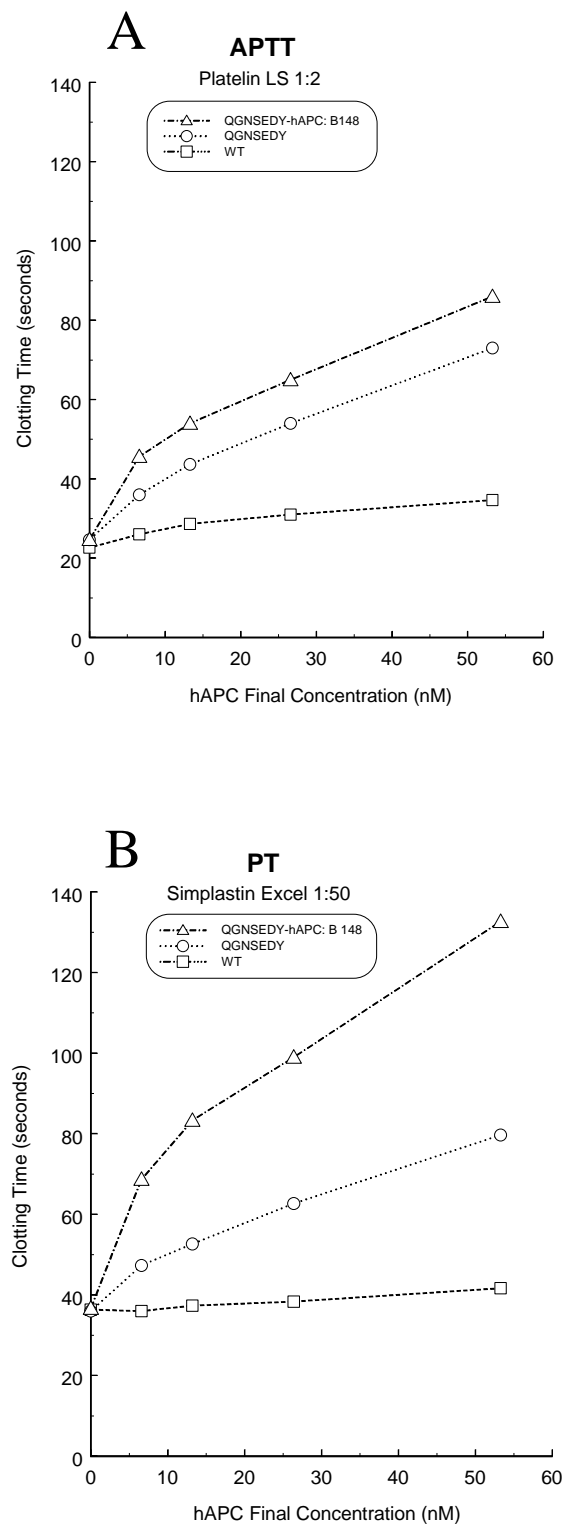 A
APTT
Platelin LS 1:2
QGNSEDY-hAPC: B148
QGNSEDY
WT
140
120
100
80
60
40
20
0
Clotting Time (seconds)
0 10 20 30 40 50 60
hAPC Final Concentration (nM)
B
PT
Simplastin Excel 1:50
QGNSEDY-hAPC: B 148
QGNSEDY
WT
140
120
100
80
60
40
20
0
Clotting Time (seconds)
0 10 20 30 40 50 60
hAPC Final Concentration (nM)